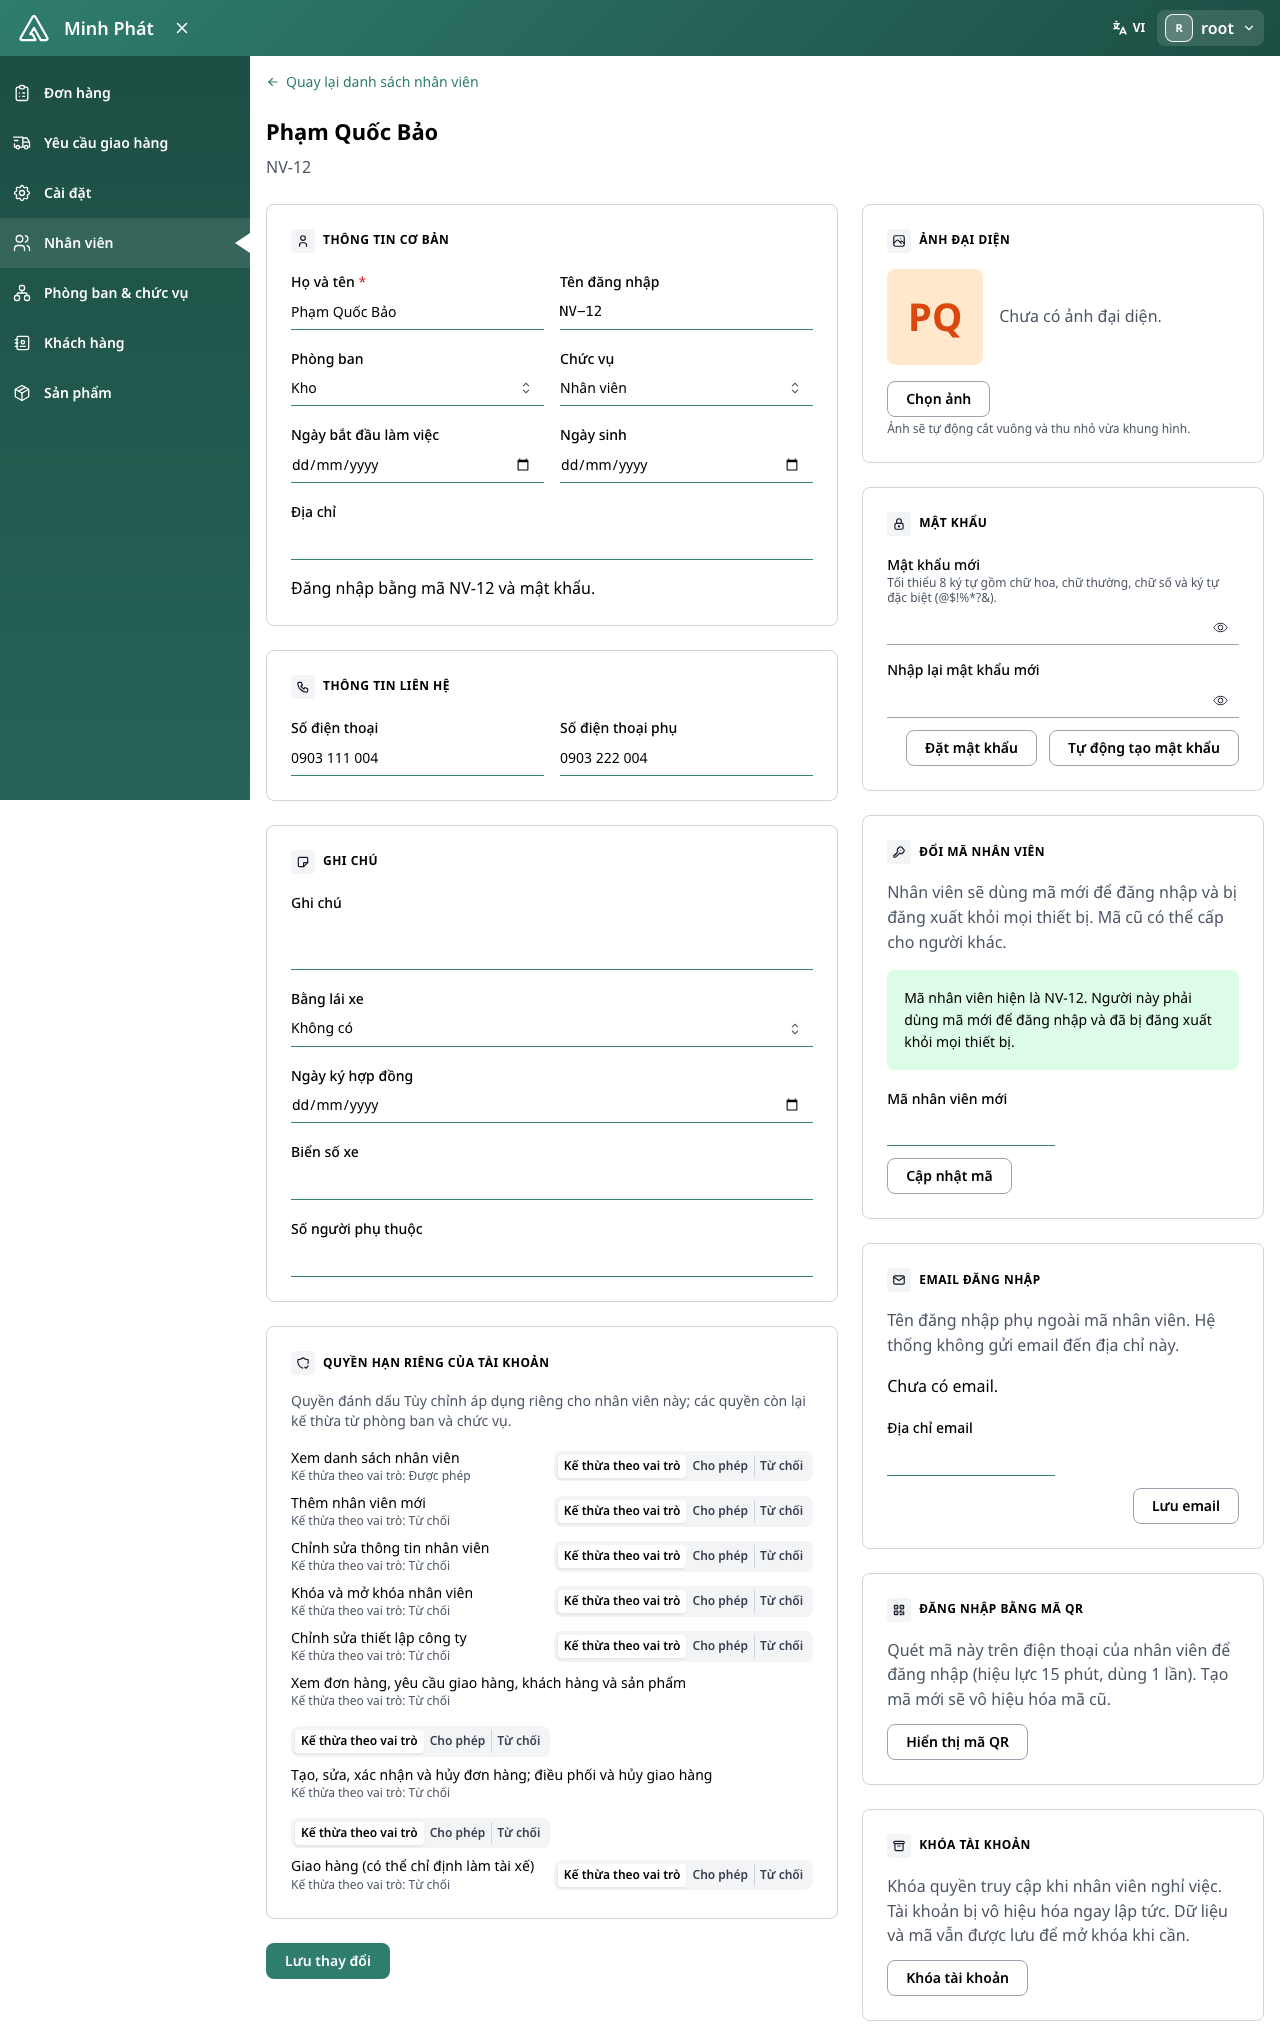 Minh Phát
VI
R
root
Đơn hàng
Yêu cầu giao hàng
Cài đặt
Nhân viên
Phòng ban & chức vụ
Khách hàng
Sản phẩm
Quay lại danh sách nhân viên
Phạm Quốc Bảo
NV-12
THÔNG TIN CƠ BẢN
Họ và tên *
Tên đăng nhập
Phạm Quốc Bảo
NV-12
Phòng ban
Chức vụ
Kho
Nhân viên
Ngày bắt đầu làm việc
Ngày sinh
dd/mm/yyyy
dd/mm/yyyy
Địa chỉ
Đăng nhập bằng mã NV-12 và mật khẩu.
THÔNG TIN LIÊN HỆ
Số điện thoại
Số điện thoại phụ
0903 111 004
0903 222 004
GHI CHÚ
Ghi chú
Bằng lái xe
Không có
Ngày ký hợp đồng
dd/mm/yyyy
Biển số xe
Số người phụ thuộc
QUYỀN HẠN RIÊNG CỦA TÀI KHOẢN
Quyền đánh dấu Tùy chỉnh áp dụng riêng cho nhân viên này; các quyền còn lại
kế thừa từ phòng ban và chức vụ.
Xem danh sách nhân viên
Kế thừa theo vai trò: Được phép
Kế thừa theo vai trò Cho phép Từ chối
Thêm nhân viên mới
Kế thừa theo vai trò: Từ chối
Kế thừa theo vai trò Cho phép Từ chối
Chỉnh sửa thông tin nhân viên
Kế thừa theo vai trò: Từ chối
Kế thừa theo vai trò Cho phép Từ chối
Khóa và mở khóa nhân viên
Kế thừa theo vai trò: Từ chối
Kế thừa theo vai trò Cho phép Từ chối
Chỉnh sửa thiết lập công ty
Kế thừa theo vai trò: Từ chối
Kế thừa theo vai trò Cho phép Từ chối
Xem đơn hàng, yêu cầu giao hàng, khách hàng và sản phẩm
Kế thừa theo vai trò: Từ chối
Kế thừa theo vai trò Cho phép Từ chối
Tạo, sửa, xác nhận và hủy đơn hàng; điều phối và hủy giao hàng
Kế thừa theo vai trò: Từ chối
Kế thừa theo vai trò Cho phép Từ chối
Giao hàng (có thể chỉ định làm tài xế)
Kế thừa theo vai trò: Từ chối
Kế thừa theo vai trò Cho phép Từ chối
Lưu thay đổi
ẢNH ĐẠI DIỆN
PQ
Chưa có ảnh đại diện.
Chọn ảnh
Ảnh sẽ tự động cắt vuông và thu nhỏ vừa khung hình.
MẬT KHẨU
Mật khẩu mới
Tối thiểu 8 ký tự gồm chữ hoa, chữ thường, chữ số và ký tự
đặc biệt (@$!%*?&).
Nhập lại mật khẩu mới
Đặt mật khẩu
Tự động tạo mật khẩu
ĐỔI MÃ NHÂN VIÊN
Nhân viên sẽ dùng mã mới để đăng nhập và bị
đăng xuất khỏi mọi thiết bị. Mã cũ có thể cấp
cho người khác.
Mã nhân viên hiện là NV-12. Người này phải
dùng mã mới để đăng nhập và đã bị đăng xuất
khỏi mọi thiết bị.
Mã nhân viên mới
Cập nhật mã
EMAIL ĐĂNG NHẬP
Tên đăng nhập phụ ngoài mã nhân viên. Hệ
thống không gửi email đến địa chỉ này.
Chưa có email.
Địa chỉ email
Lưu email
ĐĂNG NHẬP BẰNG MÃ QR
Quét mã này trên điện thoại của nhân viên để
đăng nhập (hiệu lực 15 phút, dùng 1 lần). Tạo
mã mới sẽ vô hiệu hóa mã cũ.
Hiển thị mã QR
KHÓA TÀI KHOẢN
Khóa quyền truy cập khi nhân viên nghỉ việc.
Tài khoản bị vô hiệu hóa ngay lập tức. Dữ liệu
và mã vẫn được lưu để mở khóa khi cần.
Khóa tài khoản